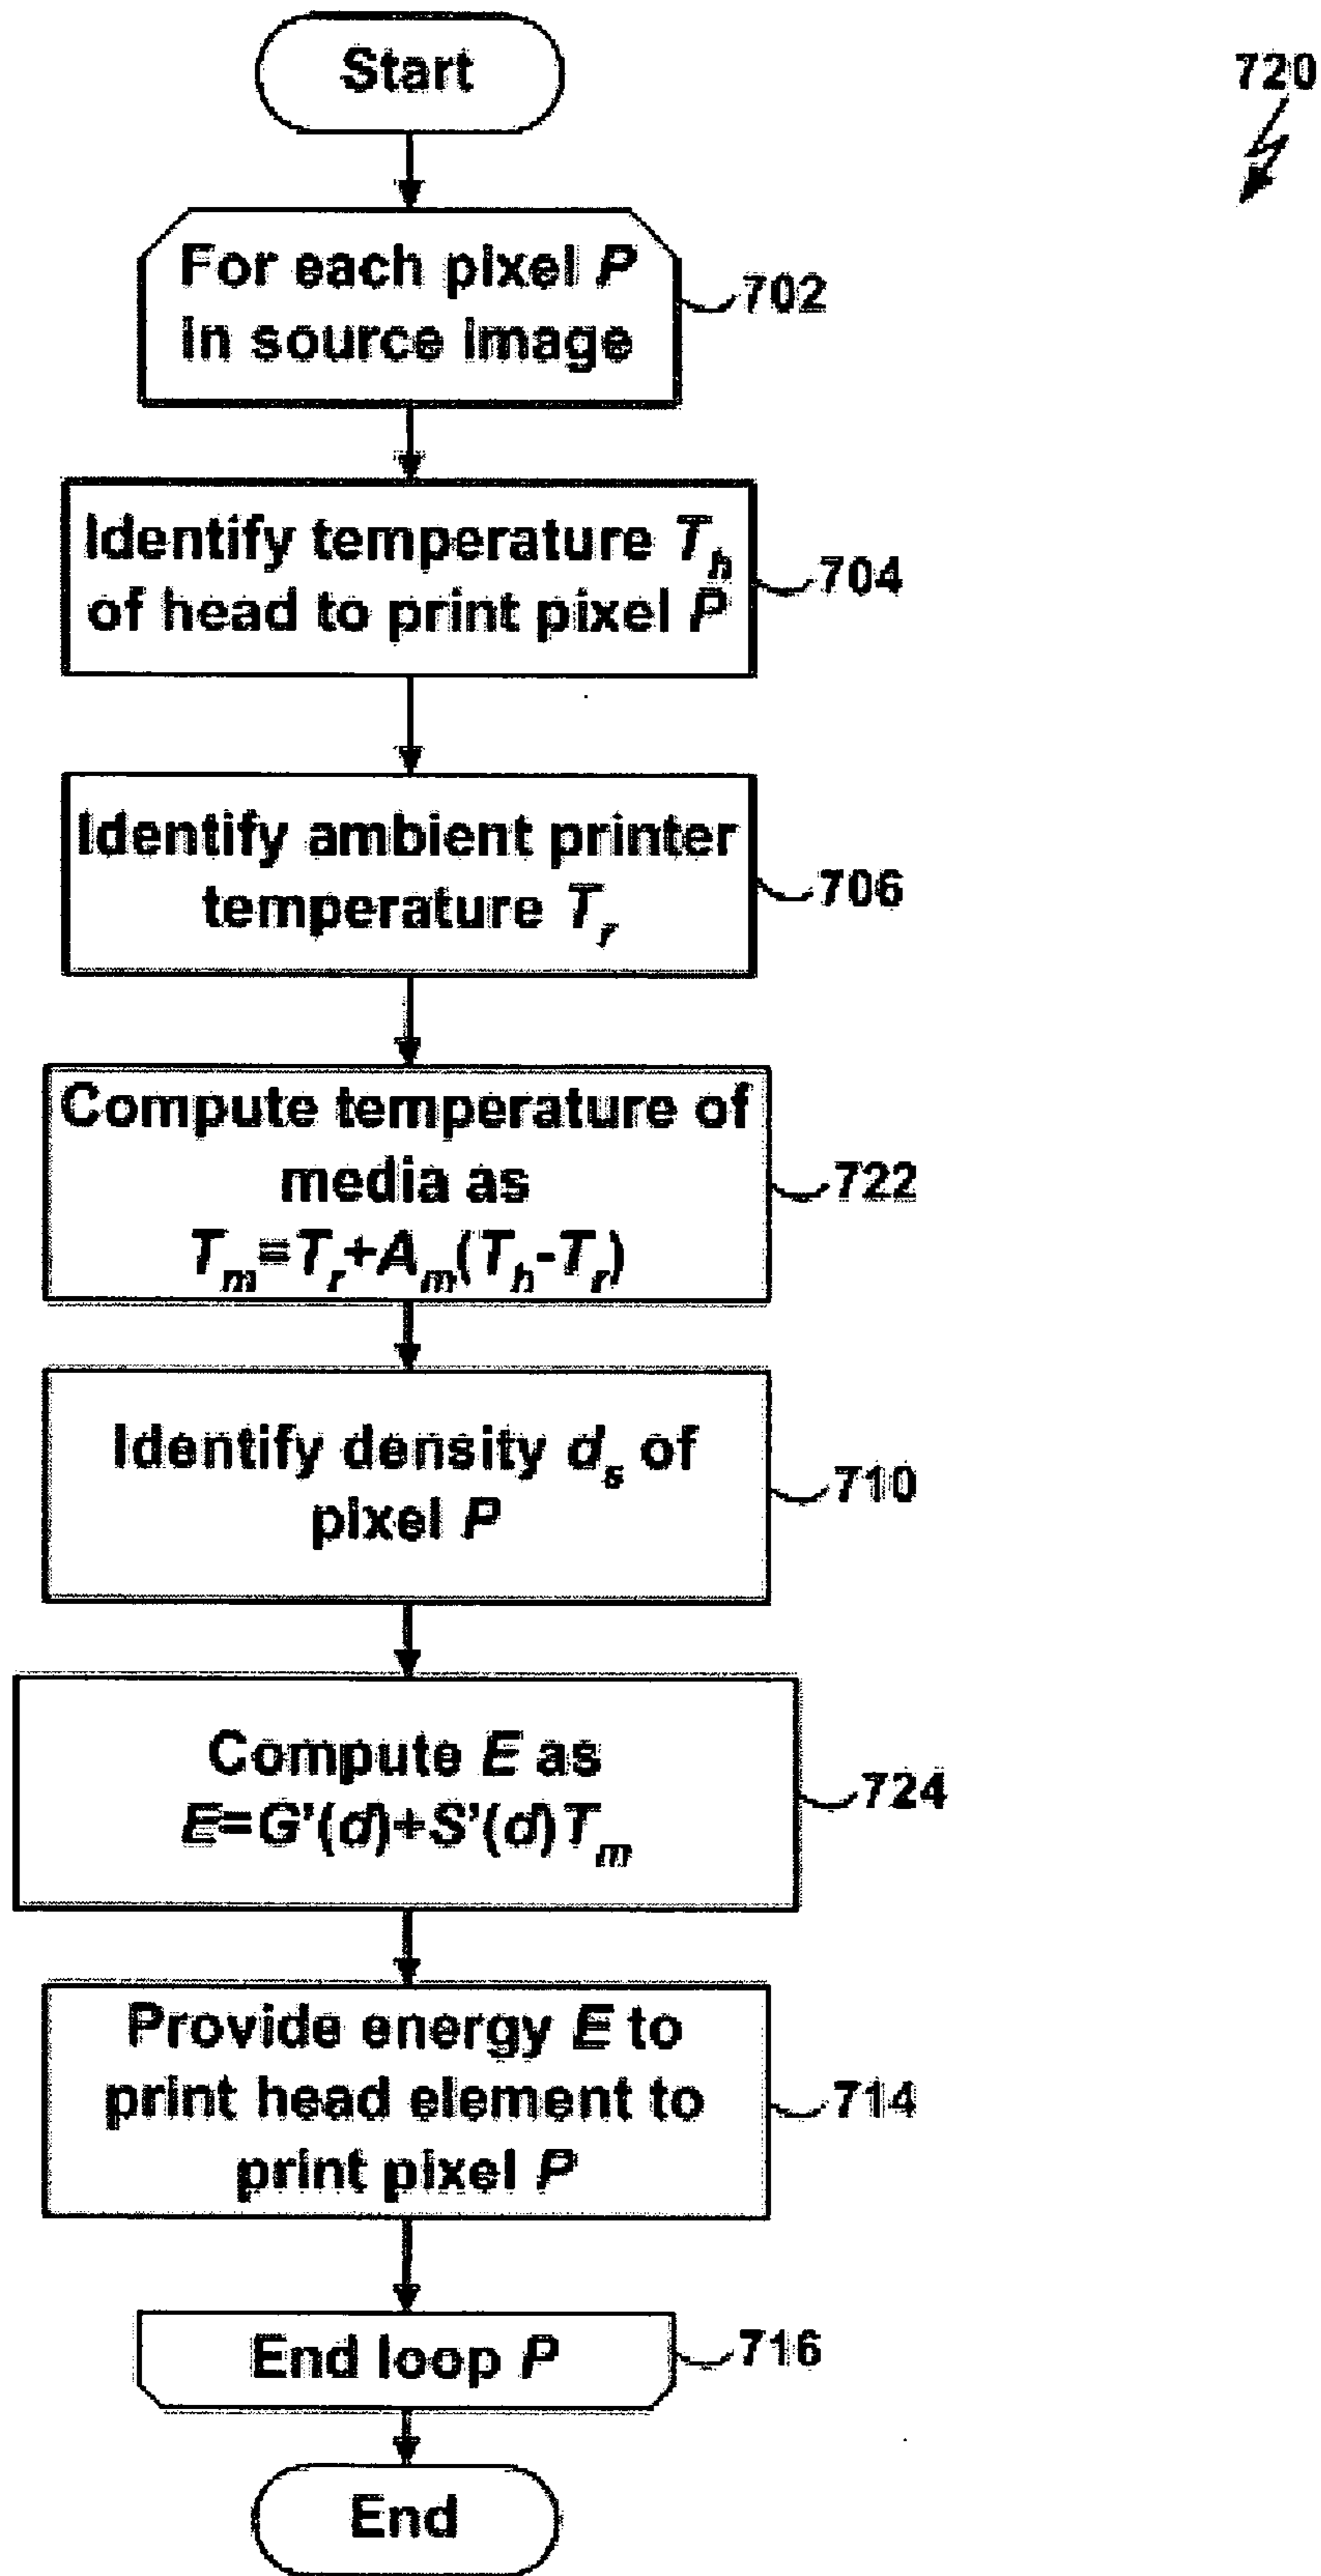 Start
720
For each pixel P
in source image
702
Identify temperature Tₕ
of head to print pixel P
704
Identify ambient printer
temperature Tᵣ
706
Compute temperature of
media as
Tₘ=Tᵣ+Aₘ(Tₕ-Tᵣ)
722
Identify density dₛ of
pixel P
710
Compute E as
E=G'(d)+S'(d)Tₘ
724
Provide energy E to
print head element to
print pixel P
714
End loop P
716
End